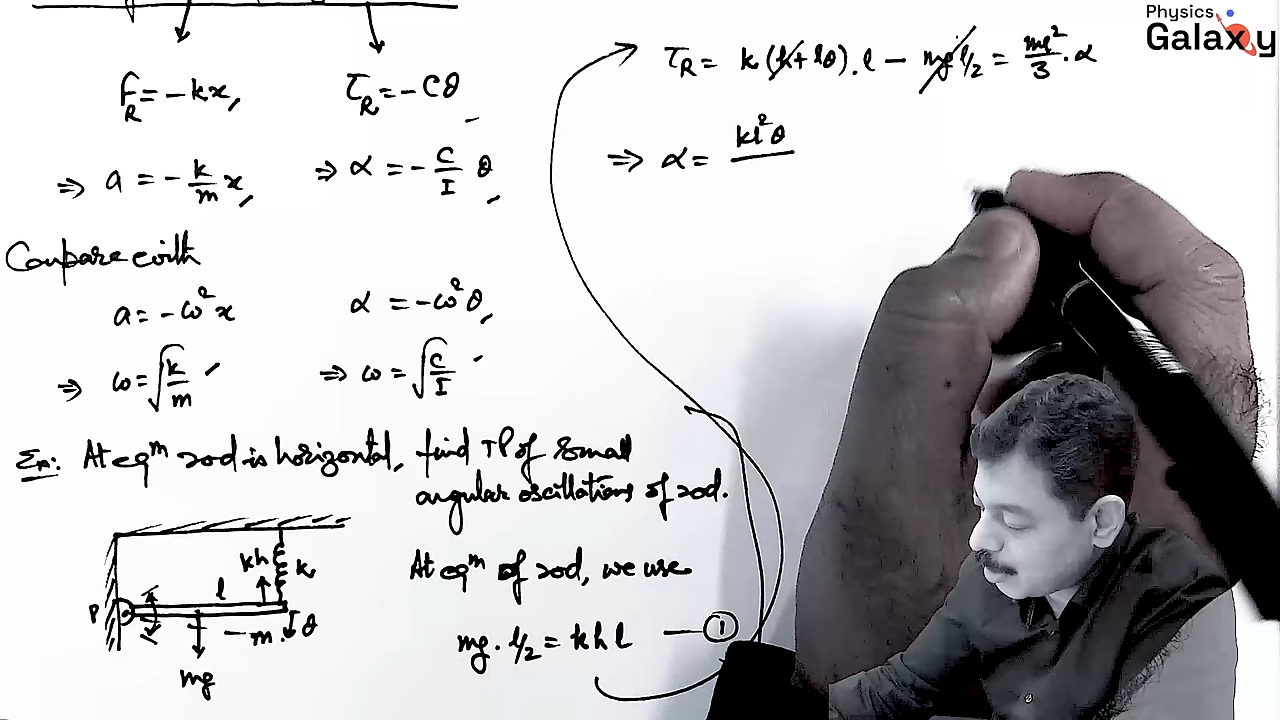 Physics
Galaxy
F_R = -kx,
τ_R = -Cθ
⇒ a = -k/m x,
⇒ α = -C/I θ
Compare with
a = -ω²x
α = -ω²θ,
⇒ ω = √(k/m)
⇒ ω = √(C/I)
Ex: At eqᵐ rod is horizontal, find TP of small
angular oscillations of rod.
kh
k
l
P
m
θ
mg
At eqᵐ of rod, we use
mg. l/2 = khl — ①
τ_R = k(h + lθ).l - mg l/2 = ml²/3 . α
⇒ α = kl²θ